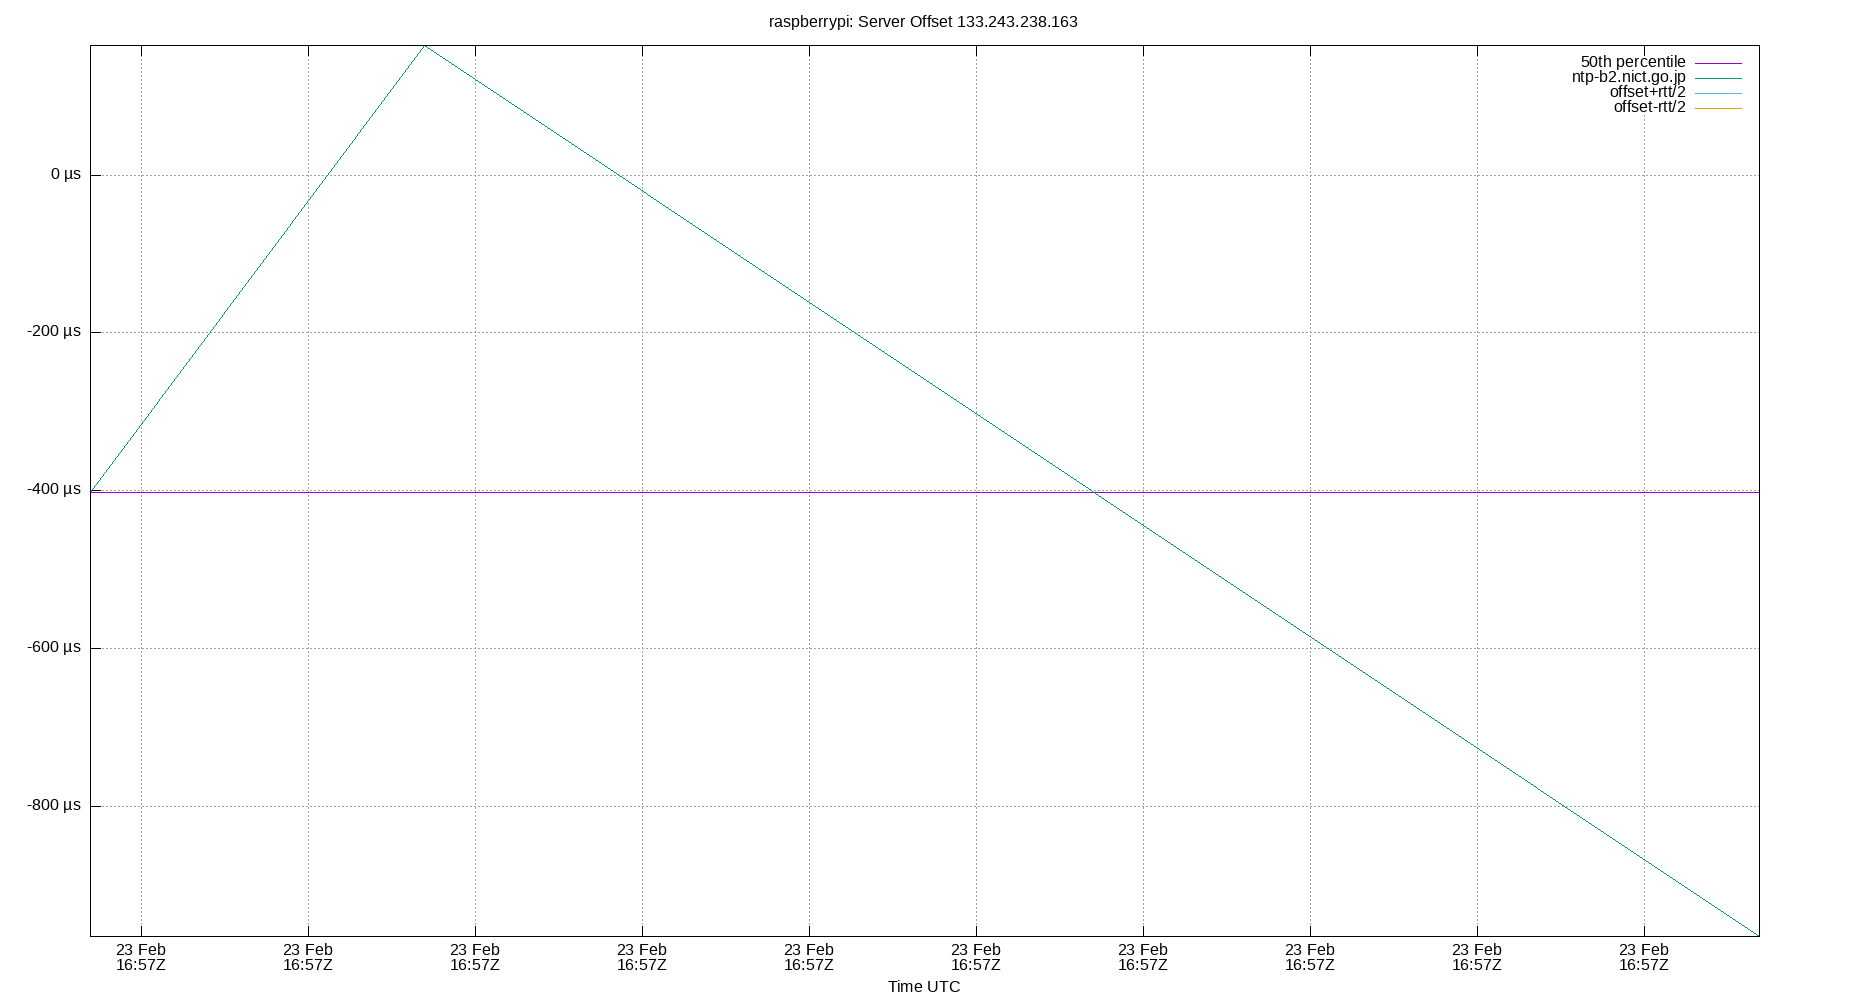 raspberrypi: Server Offset 133.243.238.163
50th percentile
ntp-b2.nict.go.jp
offset+rtt/2
offset-rtt/2
0 µs
-200 µs
-400 µs
-600 µs
-800 µs
23 Feb 23 Feb 23 Feb 23 Feb 23 Feb 23 Feb 23 Feb 23 Feb 23 Feb 23 Feb
16:57Z 16:57Z 16:57Z 16:57Z 16:57Z 16:57Z 16:57Z 16:57Z 16:57Z 16:57Z
Time UTC